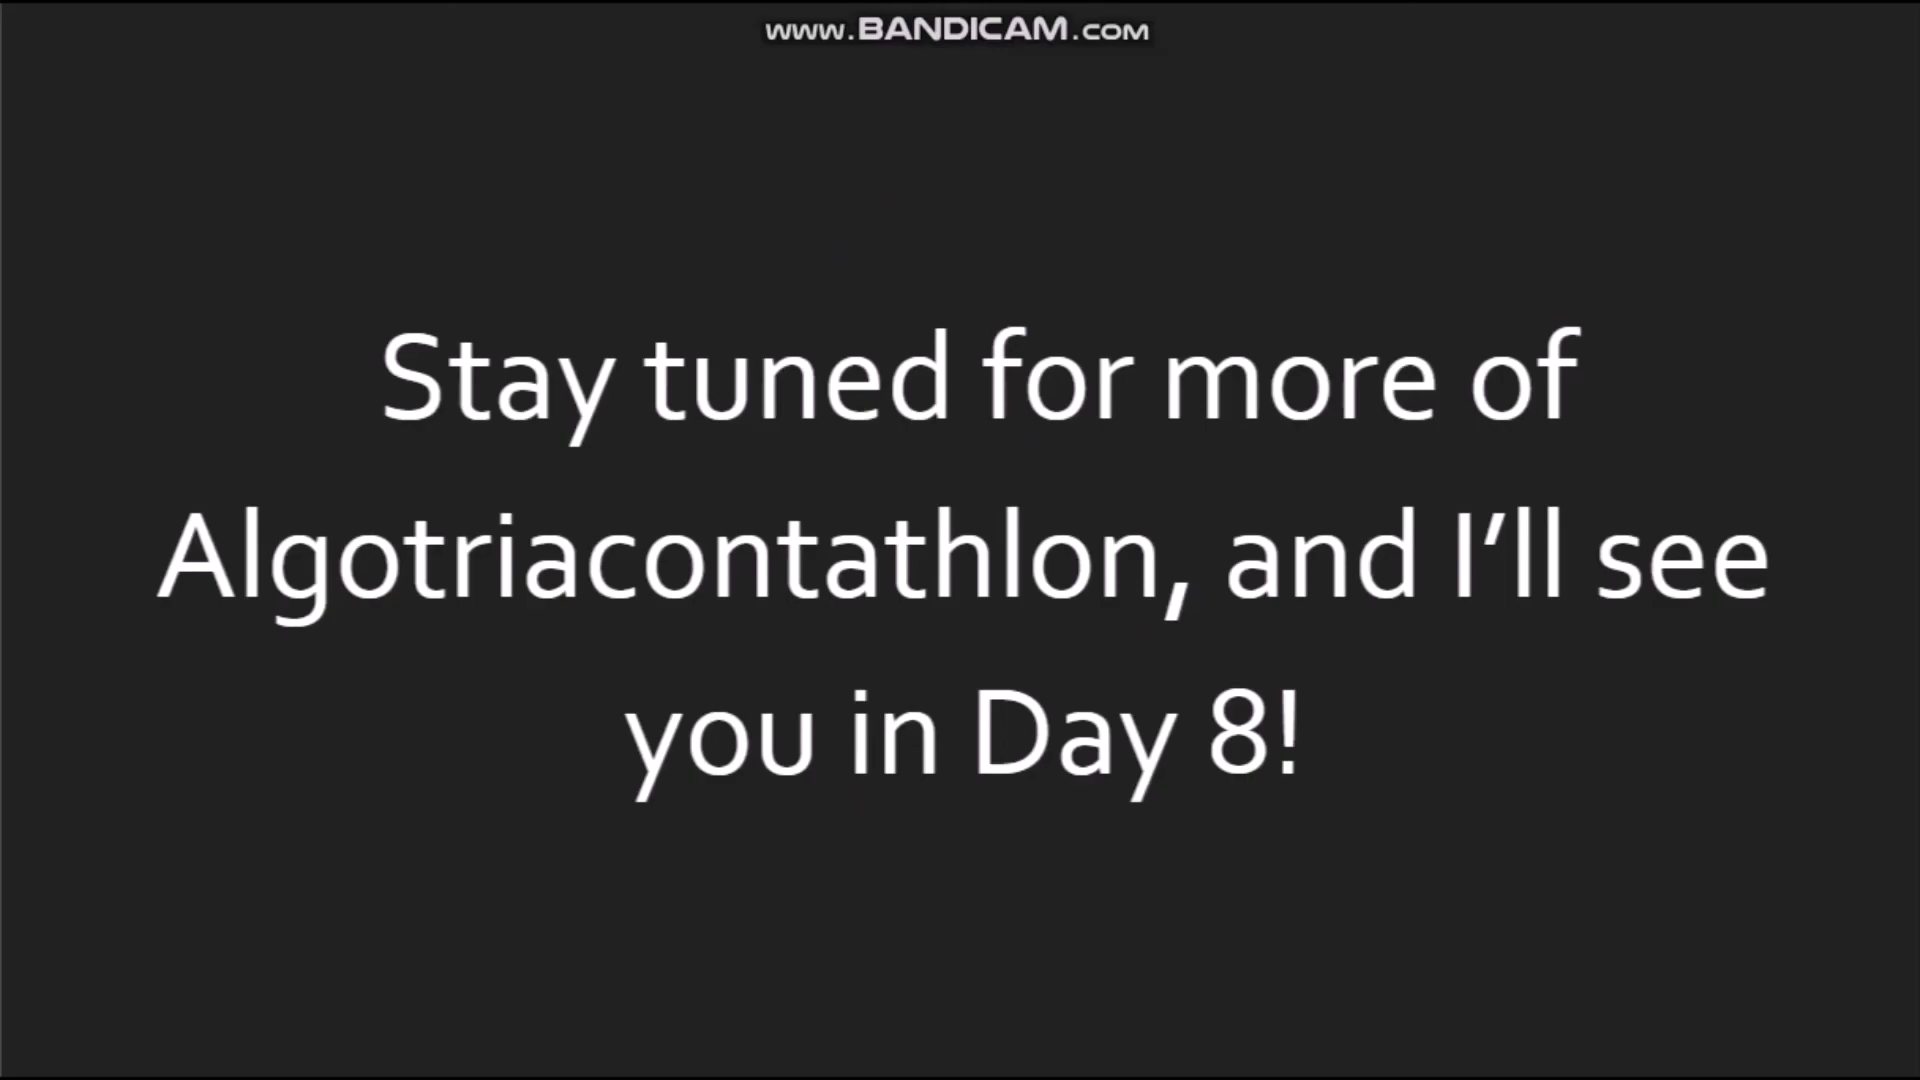 www.BANDICAM.com
Stay tuned for more of
Algotriacontathlon, and I’ll see
you in Day 8!